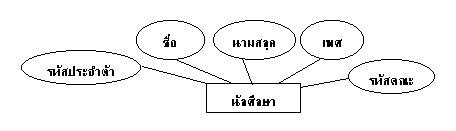 ชื่อ
นามสกุล
เพศ
รหัสประจำตัว
รหัสคณะ
นักศึกษา